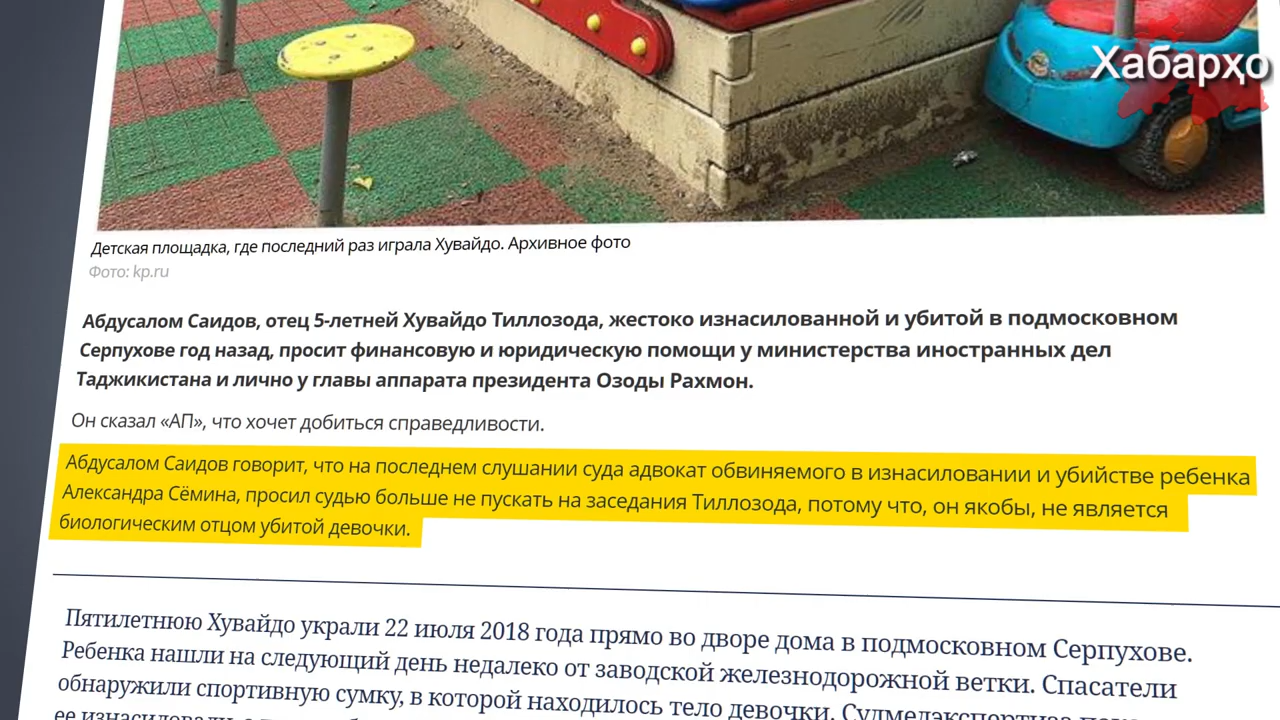 Хабарҳо
Детская площадка, где последний раз играла Хувайдо. Архивное фото
Фото: kp.ru
Абдусалом Саидов, отец 5-летней Хувайдо Тиллозода, жестоко изнасилованной и убитой в подмосковном
Серпухове год назад, просит финансовую и юридическую помощи у министерства иностранных дел
Таджикистана и лично у главы аппарата президента Озоды Рахмон.
Он сказал «АП», что хочет добиться справедливости.
Абдусалом Саидов говорит, что на последнем слушании суда адвокат обвиняемого в изнасиловании и убийстве ребенка
Александра Сёмина, просил судью больше не пускать на заседания Тиллозода, потому что, он якобы, не является
биологическим отцом убитой девочки.
Пятилетнюю Хувайдо украли 22 июля 2018 года прямо во дворе дома в подмосковном Серпухове.
Ребенка нашли на следующий день недалеко от заводской железнодорожной ветки. Спасатели
обнаружили спортивную сумку, в которой находилось тело девочки. Судмедэкспертиза